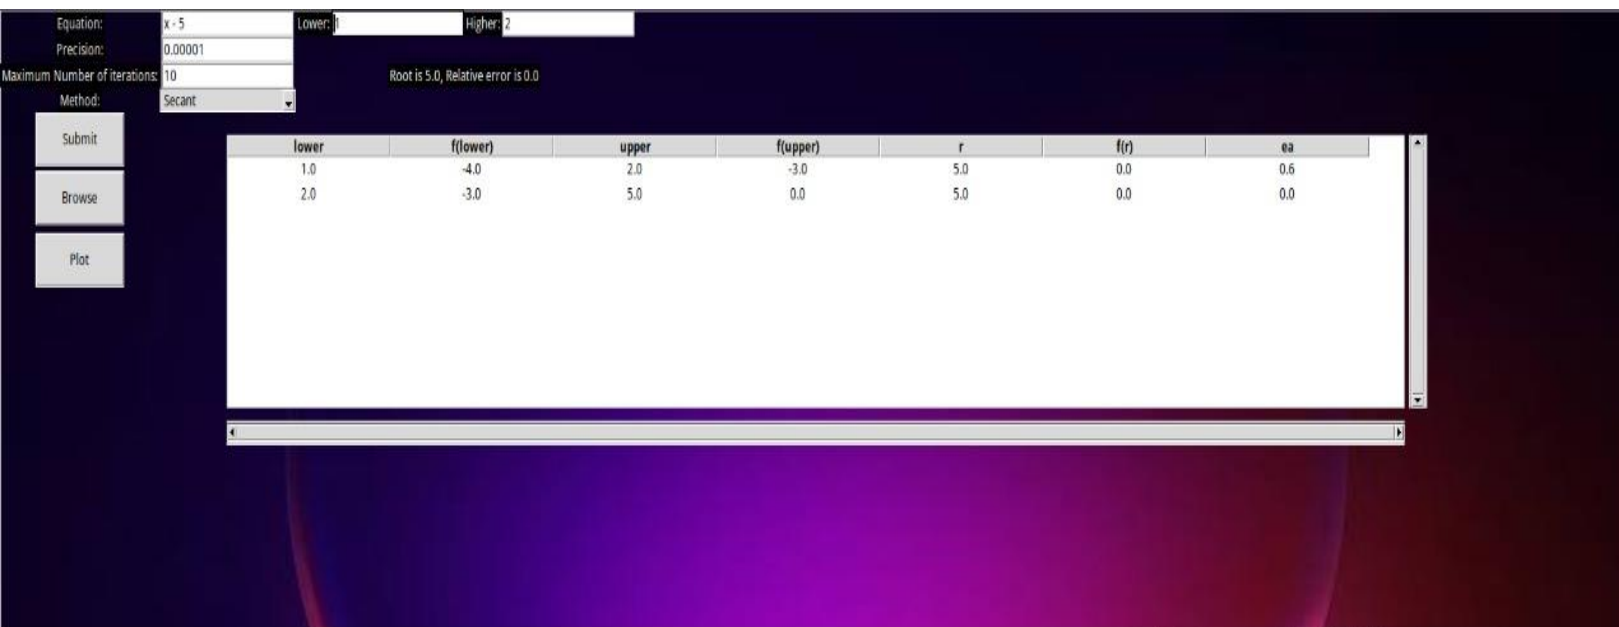 Equation: x - 5 Lower: 1 Higher: 2
Precision: 0.00001
Maximum Number of iterations: 10 Root is 5.0, Relative error is 0.0
Method: Secant
Submit
Browse
Plot
lower f(lower) upper f(upper) r f(r) ea
1.0 -4.0 2.0 -3.0 5.0 0.0 0.6
2.0 -3.0 5.0 0.0 5.0 0.0 0.0